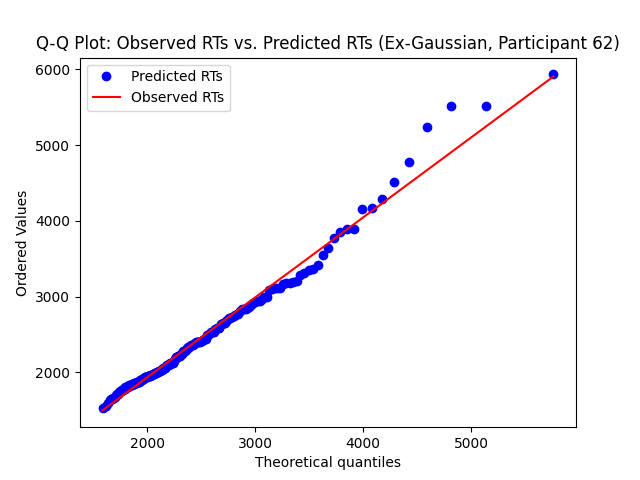 Q-Q Plot: Observed RTs vs. Predicted RTs (Ex-Gaussian, Participant 62)
Predicted RTs
Observed RTs
6000
5000
4000
3000
2000
Ordered Values
2000 3000 4000 5000
Theoretical quantiles